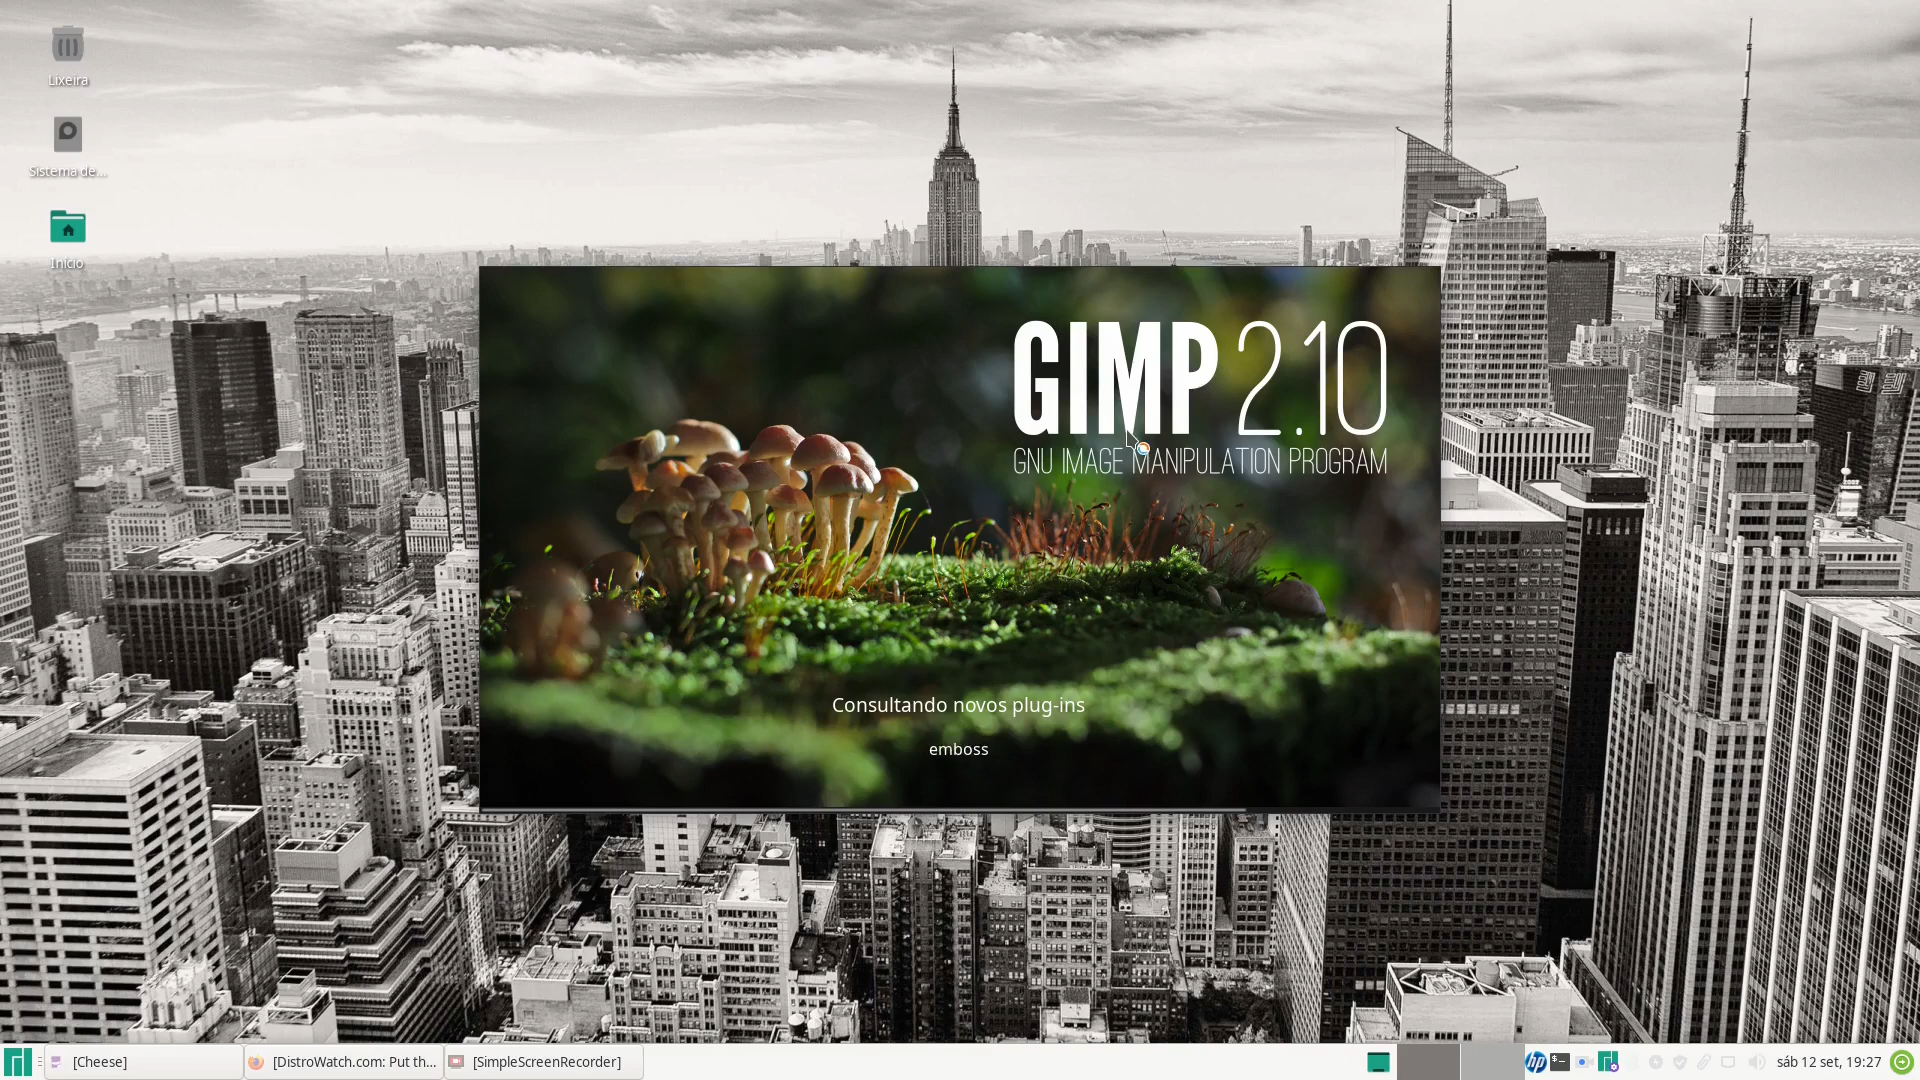 Lixeira
Sistema de...
Início
GIMP 2.10
GNU IMAGE MANIPULATION PROGRAM
Consultando novos plug-ins
emboss
[Cheese]
[DistroWatch.com: Put th...
[SimpleScreenRecorder]
hp
$-
sáb 12 set, 19:27